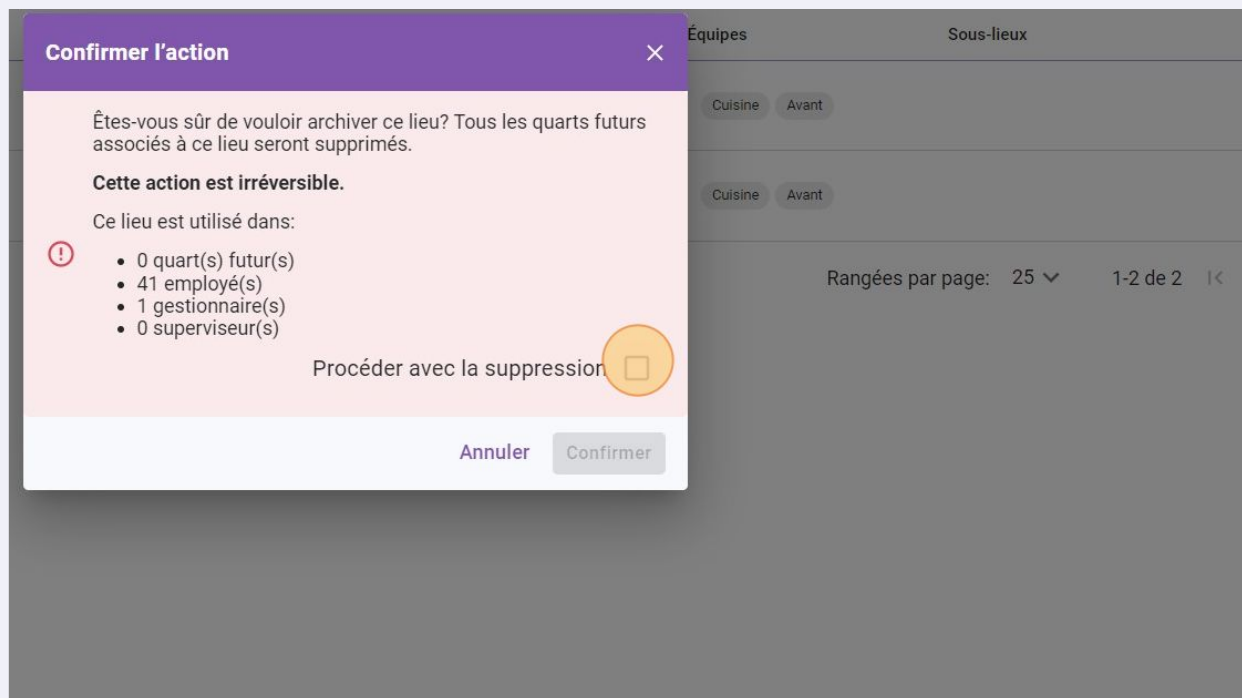 Confirmer l’action
Équipes
Sous-lieux
Êtes-vous sûr de vouloir archiver ce lieu? Tous les quarts futurs
associés à ce lieu seront supprimés.
Cuisine Avant
Cette action est irréversible.
Cuisine Avant
Ce lieu est utilisé dans:
0 quart(s) futur(s)
41 employé(s)
1 gestionnaire(s)
0 superviseur(s)
Rangées par page: 25 1-2 de 2
Procéder avec la suppression
Annuler Confirmer